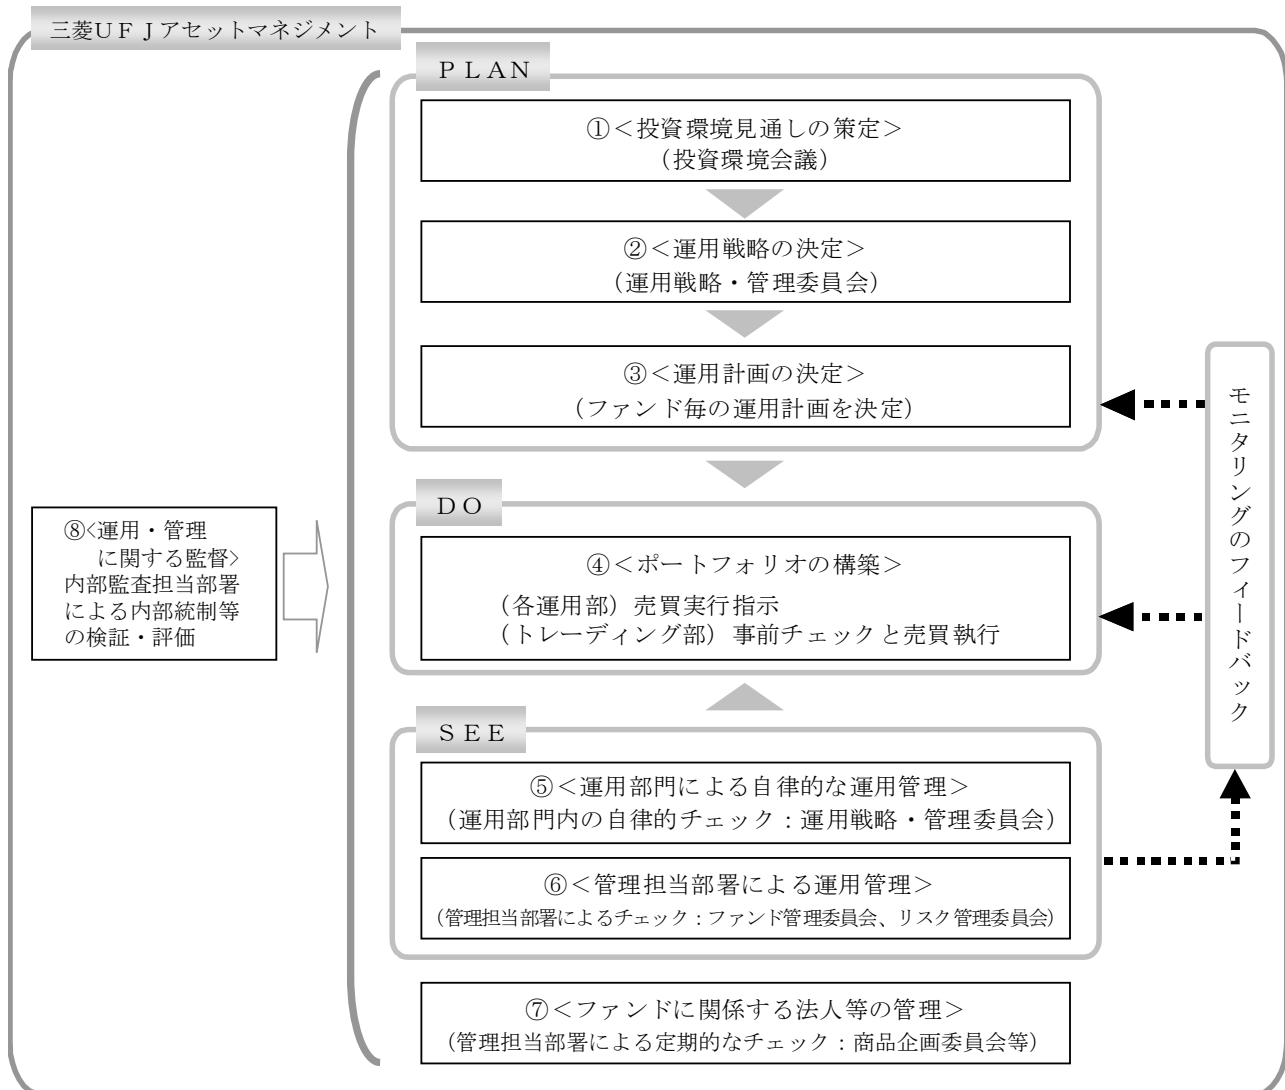 三菱ＵＦＪアセットマネジメント
ＰＬＡＮ
①＜投資環境見通しの策定＞
（投資環境会議）
②＜運用戦略の決定＞
（運用戦略・管理委員会）
③＜運用計画の決定＞
（ファンド毎の運用計画を決定）
ＤＯ
④＜ポートフォリオの構築＞
（各運用部）売買実行指示
（トレーディング部）事前チェックと売買執行
ＳＥＥ
⑤＜運用部門による自律的な運用管理＞
（運用部門内の自律的チェック：運用戦略・管理委員会）
⑥＜管理担当部署による運用管理＞
（管理担当部署によるチェック：ファンド管理委員会、リスク管理委員会）
⑦＜ファンドに関係する法人等の管理＞
（管理担当部署による定期的なチェック：商品企画委員会等）
⑧<運用・管理
に関する監督>
内部監査担当部署
による内部統制等
の検証・評価
モニタリングのフィードバック